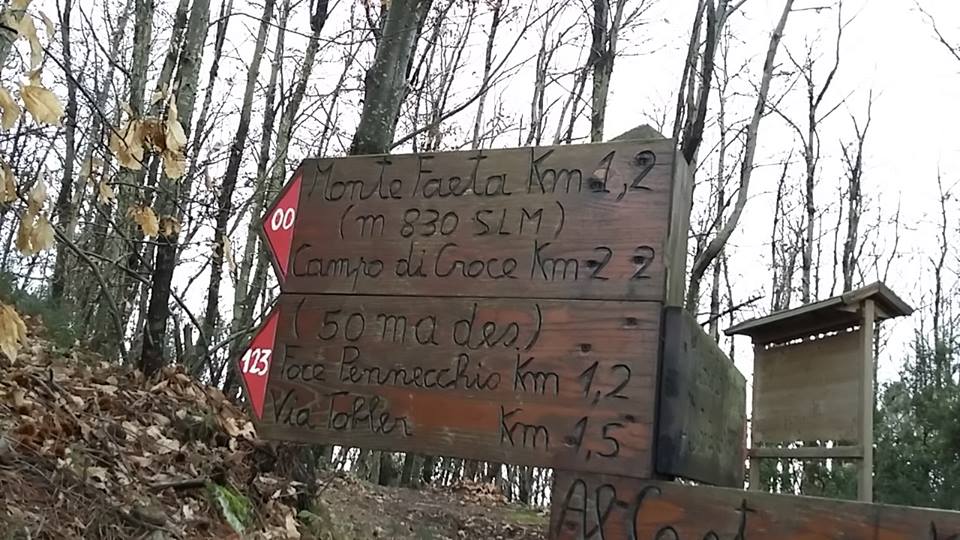 00
Monte Faeta Km 1,2
(m 830 SLM)
Campo di Croce Km 2 2
123
(50 m a des.)
Foce Pennecchio Km 1,2
Via Tobler Km 1,5